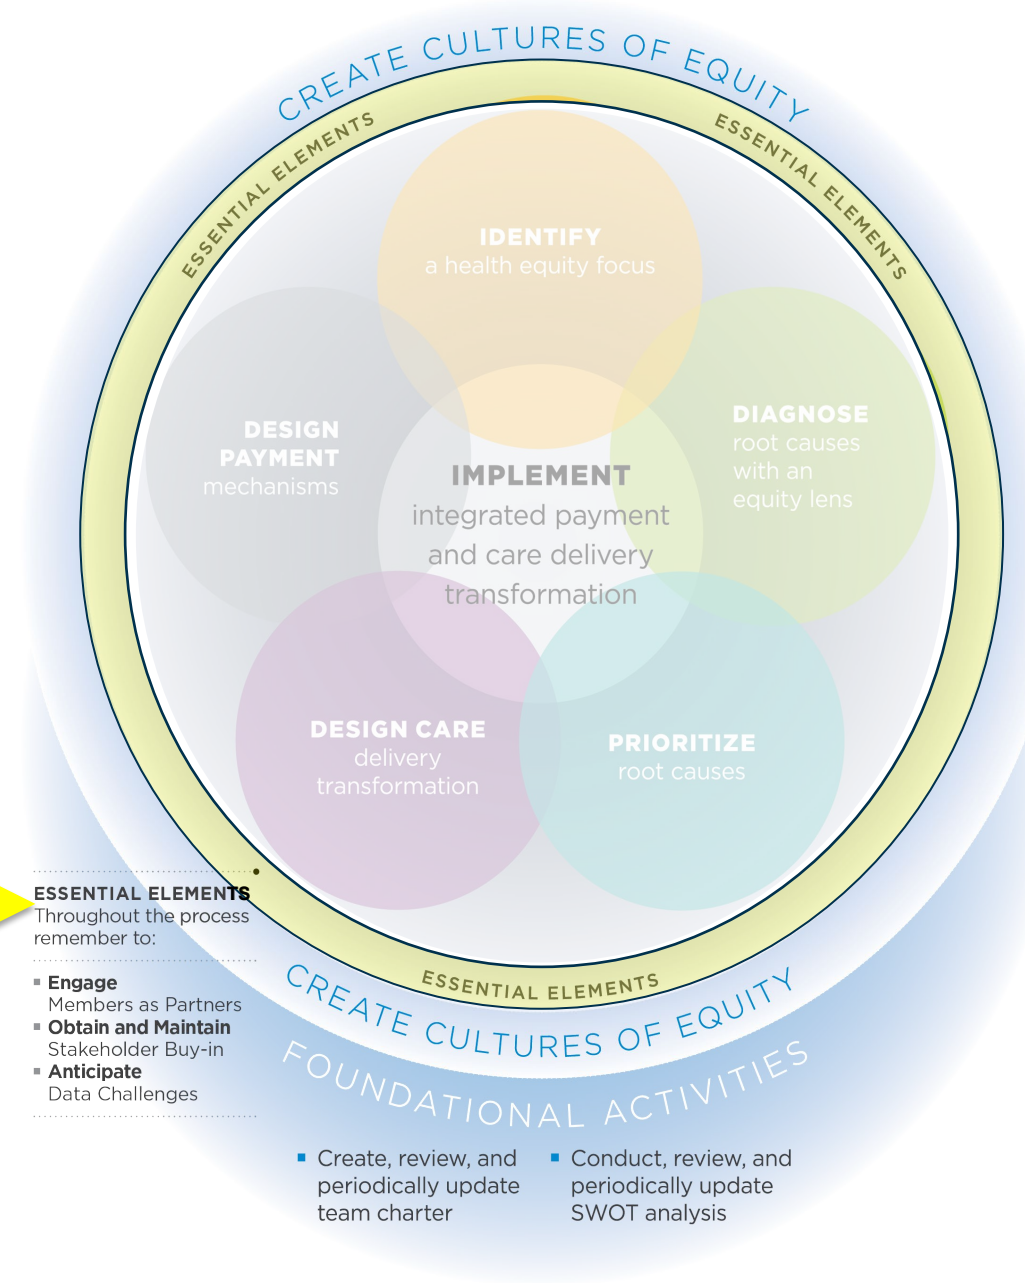 CREATE CULTURES OF EQUITY
ESSENTIAL ELEMENTS
ESSENTIAL ELEMENTS
IDENTIFY
a health equity focus
DIAGNOSE
root causes
with an
equity lens
DESIGN
PAYMENT
mechanisms
IMPLEMENT
integrated payment
and care delivery
transformation
DESIGN CARE
delivery
transformation
PRIORITIZE
root causes
ESSENTIAL ELEMENTS
Throughout the process
remember to:
▪ Engage
Members as Partners
▪ Obtain and Maintain
Stakeholder Buy-in
▪ Anticipate
Data Challenges
ESSENTIAL ELEMENTS
CREATE CULTURES OF EQUITY
FOUNDATIONAL ACTIVITIES
▪ Create, review, and
periodically update
team charter
▪ Conduct, review, and
periodically update
SWOT analysis